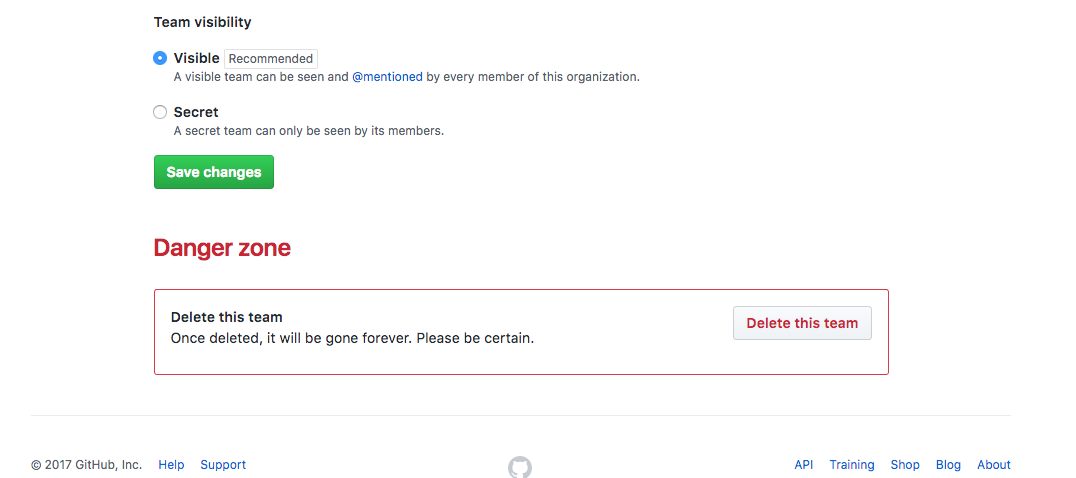 Team visibility
Visible Recommended
A visible team can be seen and @mentioned by every member of this organization.
Secret
A secret team can only be seen by its members.
Save changes
Danger zone
Delete this team
Once deleted, it will be gone forever. Please be certain.
Delete this team
© 2017 GitHub, Inc. Help Support API Training Shop Blog About